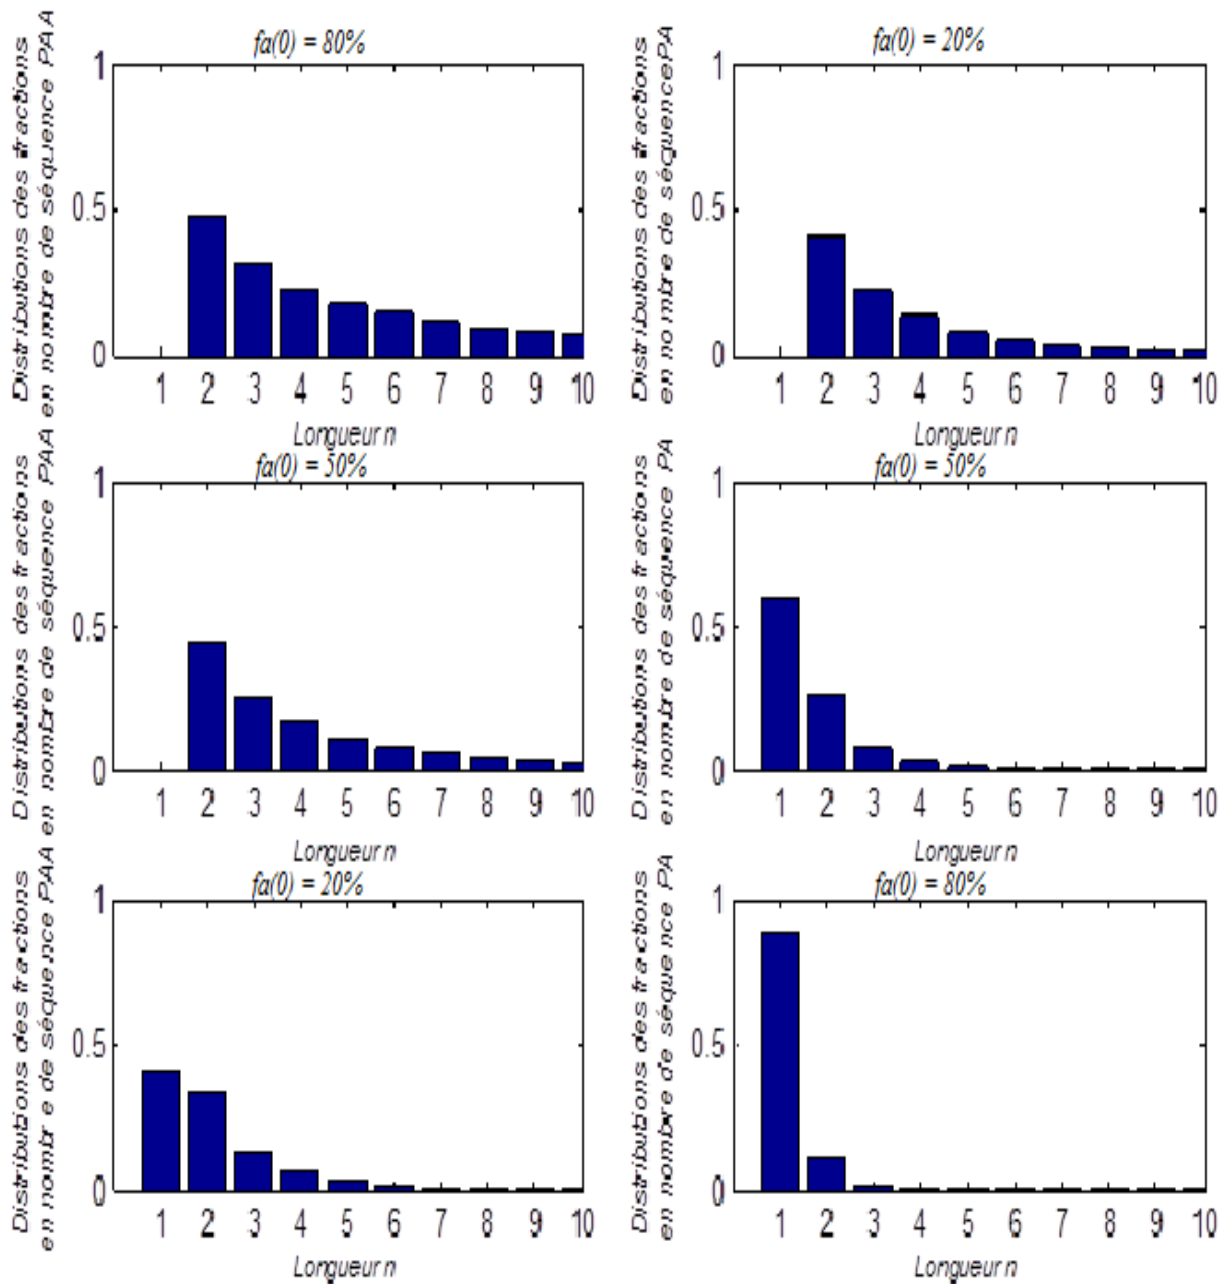 fa(0) = 80%
Distributions des fractions
en nombre de séquence PAA
1
0.5
0
1 2 3 4 5 6 7 8 9 10
Longueur n
fa(0) = 20%
Distributions des fractions
en nombre de séquence PA
1
0.5
0
1 2 3 4 5 6 7 8 9 10
Longueur n
fa(0) = 50%
Distributions des fractions
en nombre de séquence PAA
1
0.5
0
1 2 3 4 5 6 7 8 9 10
Longueur n
fa(0) = 50%
Distributions des fractions
en nombre de séquence PA
1
0.5
0
1 2 3 4 5 6 7 8 9 10
Longueur n
fa(0) = 20%
Distributions des fractions
en nombre de séquence PAA
1
0.5
0
1 2 3 4 5 6 7 8 9 10
Longueur n
fa(0) = 80%
Distributions des fractions
en nombre de séquence PA
1
0.5
0
1 2 3 4 5 6 7 8 9 10
Longueur n